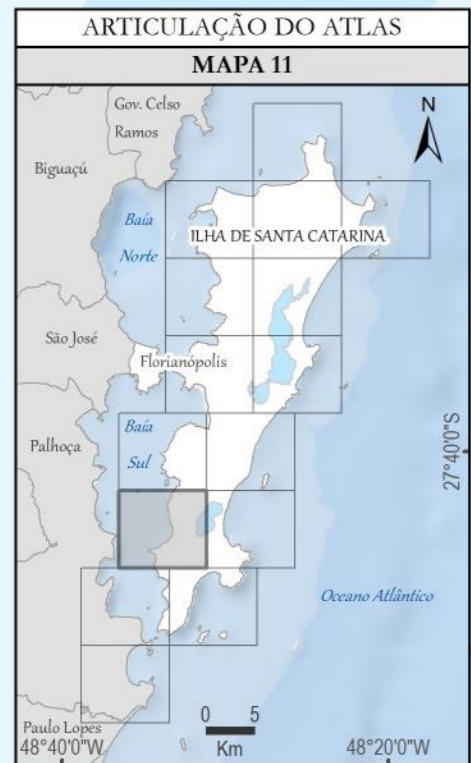 ARTICULAÇÃO DO ATLAS
MAPA 11
Gov. Celso
Ramos
N
Biguaçú
Baía
Norte
ILHA DE SANTA CATARINA
São José
Florianópolis
Baía
Sul
Palhoça
27°40'0"S
Oceano Atlântico
Paulo Lopes
0 5
Km
48°40'0"W
48°20'0"W